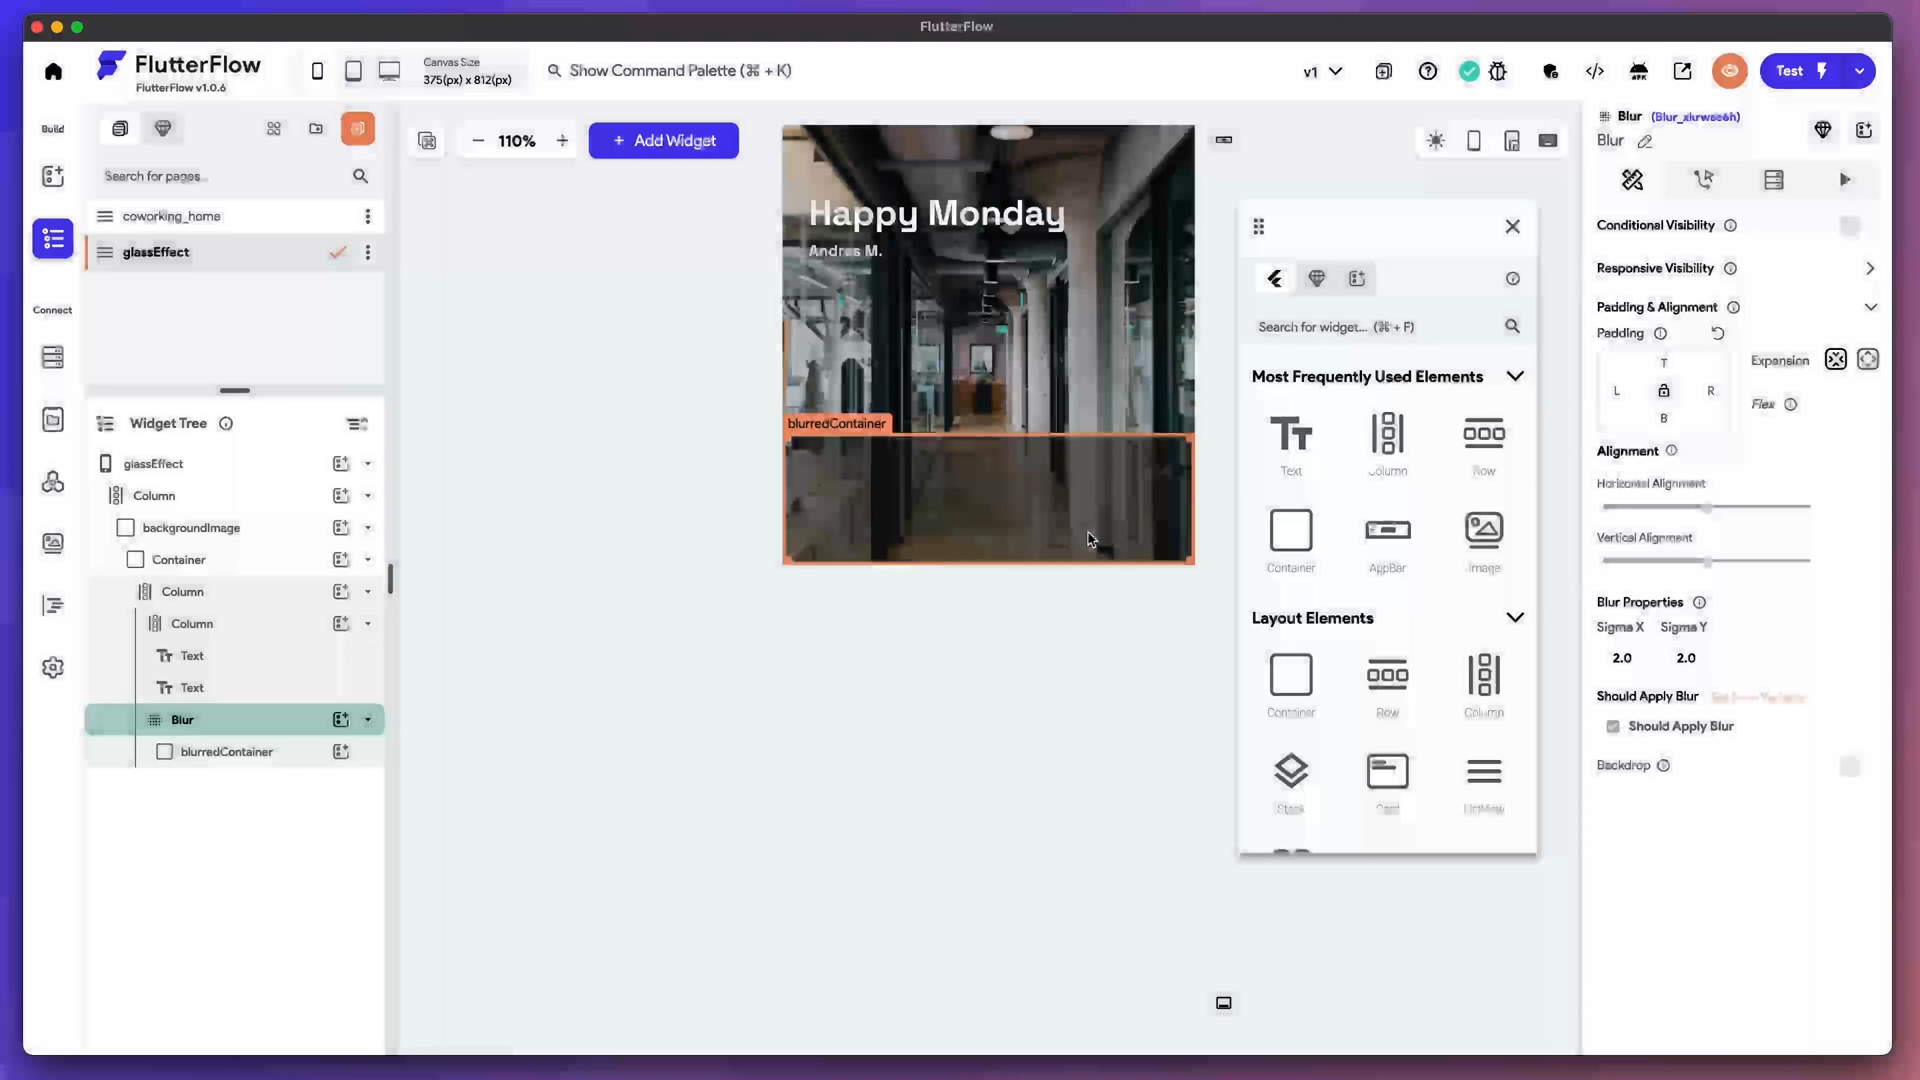 FlutterFlow
FlutterFlow
FlutterFlow v1.0.6
Canvas Size
375(px) x 812(px)
Show Command Palette (⌘ + K)
v1
Test
Build
Search for pages...
coworking_home
glassEffect
Connect
Widget Tree
glassEffect
Column
backgroundImage
Container
Column
Column
Text
Text
Blur
blurredContainer
110%
+ Add Widget
Happy Monday
Andres M.
blurredContainer
Search for widget... (⌘ + F)
Most Frequently Used Elements
Text
Column
Row
Container
AppBar
Image
Layout Elements
Container
Row
Column
Stack
Card
ListView
Blur
Blur
Conditional Visibility
Responsive Visibility
Padding & Alignment
Padding
T
L
R
B
Expansion
Flex
Alignment
Horizontal Alignment
Vertical Alignment
Blur Properties
Sigma X
Sigma Y
2.0
2.0
Should Apply Blur
Should Apply Blur
Backdrop